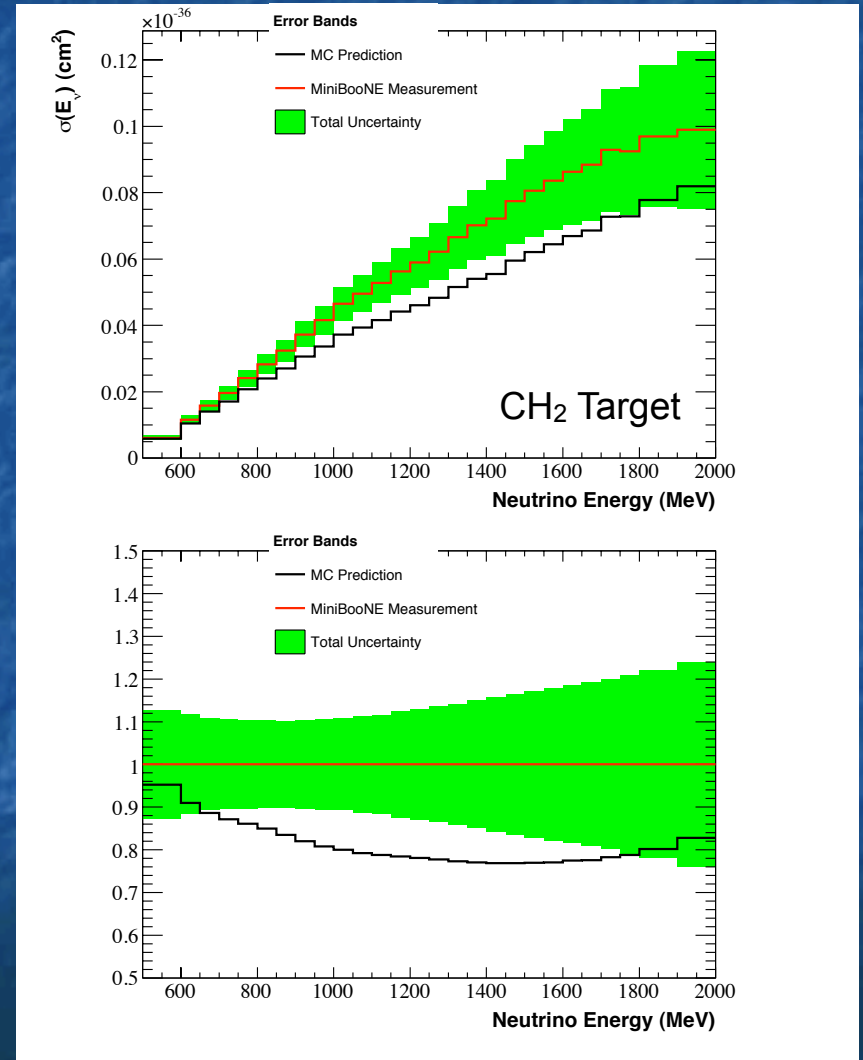 ×10⁻³⁶
Error Bands
MC Prediction
MiniBooNE Measurement
Total Uncertainty
σ(Eᵥ) (cm²)
0.12
0.1
0.08
0.06
0.04
0.02
0
CH₂ Target
600 800 1000 1200 1400 1600 1800 2000
Neutrino Energy (MeV)
Error Bands
MC Prediction
MiniBooNE Measurement
Total Uncertainty
1.5
1.4
1.3
1.2
1.1
1
0.9
0.8
0.7
0.6
0.5
600 800 1000 1200 1400 1600 1800 2000
Neutrino Energy (MeV)